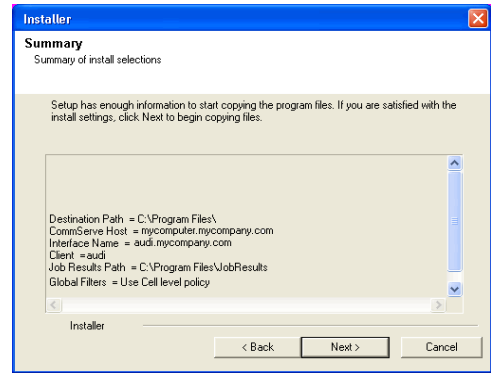 Installer
Summary
Summary of install selections
Setup has enough information to start copying the program files. If you are satisfied with the
install settings, click Next to begin copying files.
Destination Path = C:\Program Files\
CommServe Host = mycomputer.mycompany.com
Interface Name = audi.mycompany.com
Client =audi
Job Results Path = C:\Program Files\JobResults
Global Filters = Use Cell level policy
Installer
< Back Next > Cancel